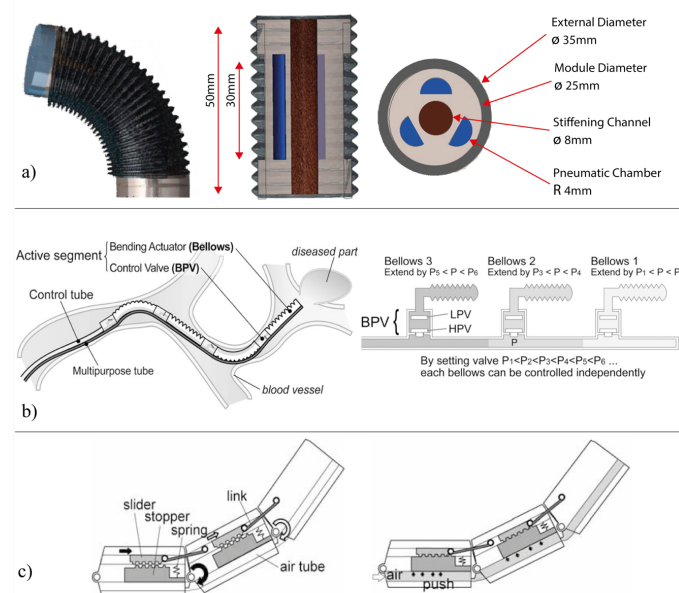 a)
50mm
30mm
External Diameter
ø 35mm
Module Diameter
ø 25mm
Stiffening Channel
ø 8mm
Pneumatic Chamber
R 4mm
b)
Active segment
Bending Actuator (Bellows)
Control Valve (BPV)
Control tube
Multipurpose tube
diseased part
blood vessel
Bellows 3
Extend by P5 < P < P6
Bellows 2
Extend by P3 < P < P4
Bellows 1
Extend by P1 < P < P
BPV
LPV
HPV
P
By setting valve P1<P2<P3<P4<P5<P6 ...
each bellows can be controlled independently
c)
slider
stopper
spring
link
air tube
air
push